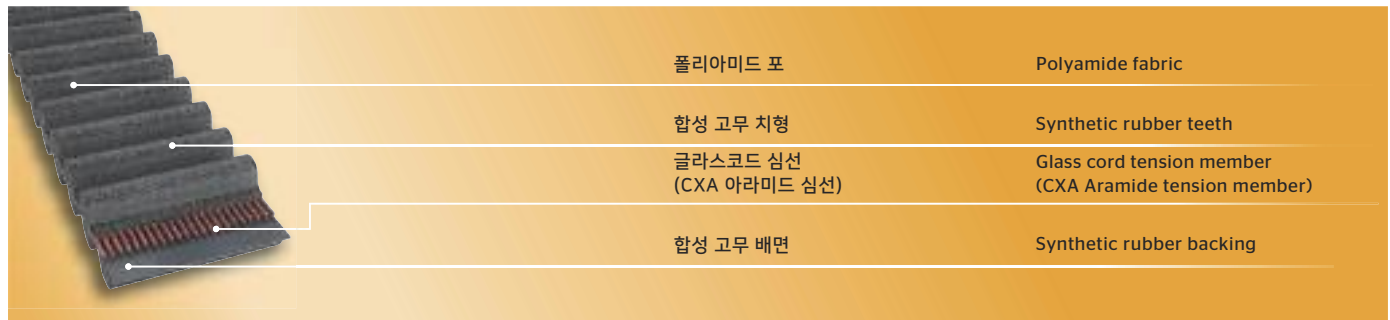 폴리아미드 포 Polyamide fabric
합성 고무 치형 Synthetic rubber teeth
글라스코드 심선 Glass cord tension member
(CXA 아라미드 심선) (CXA Aramide tension member)
합성 고무 배면 Synthetic rubber backing